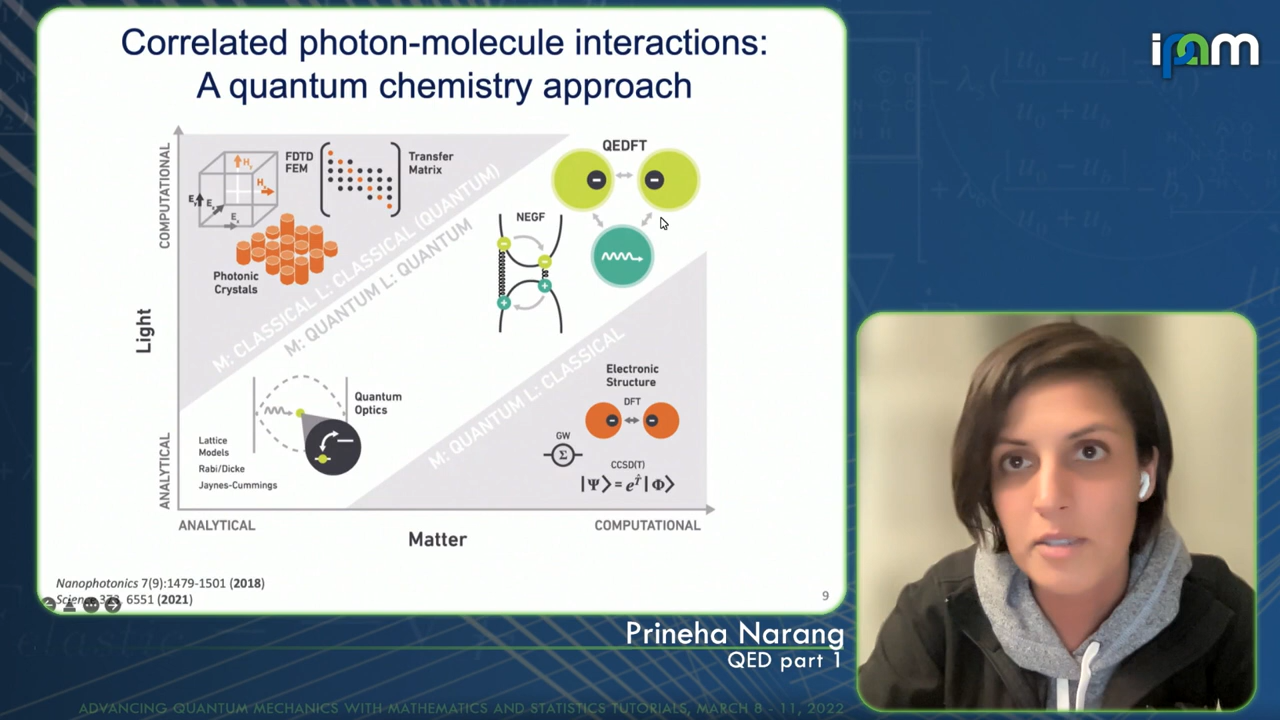 Correlated photon-molecule interactions:
A quantum chemistry approach
ipam
COMPUTATIONAL
ANALYTICAL
Light
FDTD
FEM
Transfer
Matrix
Photonic
Crystals
M: CLASSICAL L: CLASSICAL (QUANTUM)
M: QUANTUM L: QUANTUM
M: QUANTUM L: CLASSICAL
QEDFT
NEGF
Quantum
Optics
Lattice
Models
Rabi/Dicke
Jaynes-Cummings
Electronic
Structure
DFT
GW
Σ
CCSD(T)
|Ψ⟩ = e^T̂ |Φ⟩
ANALYTICAL
COMPUTATIONAL
Matter
Nanophotonics 7(9):1479-1501 (2018)
Science 373, 6551 (2021)
9
Prineha Narang
QED part 1
ADVANCING QUANTUM MECHANICS WITH MATHEMATICS AND STATISTICS TUTORIALS, MARCH 8 - 11, 2022